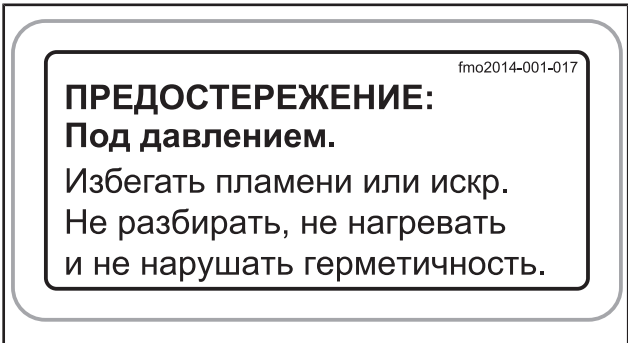 fmo2014-001-017
ПРЕДОСТЕРЕЖЕНИЕ:
Под давлением.
Избегать пламени или искр.
Не разбирать, не нагревать
и не нарушать герметичность.